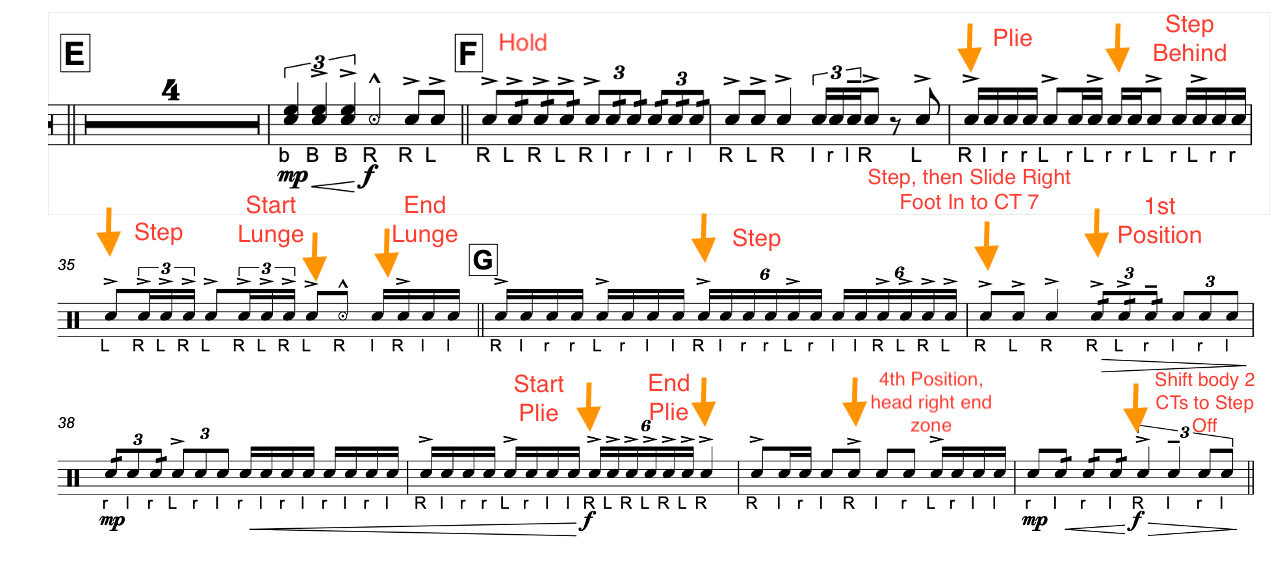 E
4
3
b B B R R L
mp f
F
Hold
3 3
R L R L R l r l r l
3
R L R l r l R L
Plie
Step
Behind
R l r r L r L r r L r L r r
35
Step
Start
Lunge
End
Lunge
3 3
L R L R L R L R L R l R l l
G
Step
6 6
R l r r L r l l R l r r L r l l R L R L
Step, then Slide Right
Foot In to CT 7
1st
Position
3 3
R L R R L r l r l
38
3 3
r l r L r l r l r l r l r l
mp
Start
Plie
End
Plie
6
R l r r L r l l R L R L R L R
f
4th Position,
head right end
zone
R l r l R l r L r l l
Shift body 2
CTs to Step
Off
3
r l r l R l r l
mp f